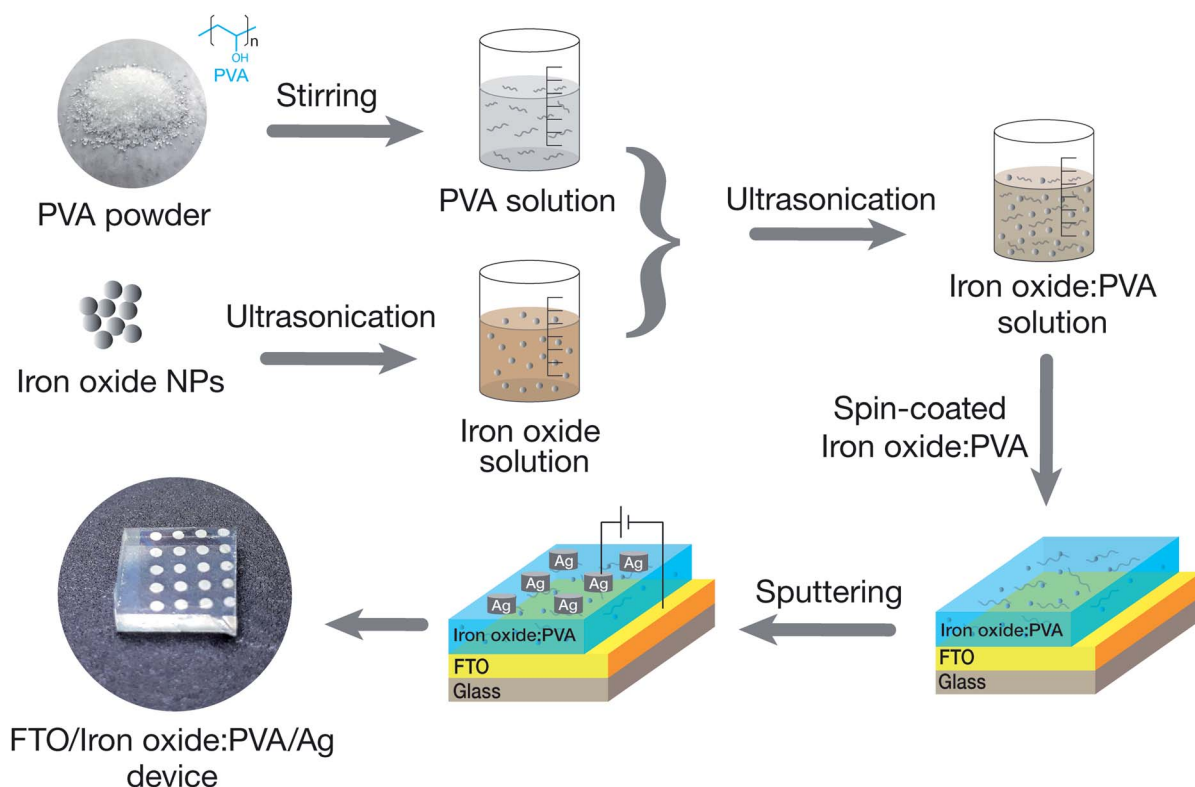 n
OH
PVA
Stirring
PVA powder
PVA solution
Ultrasonication
Iron oxide:PVA
solution
Ultrasonication
Iron oxide NPs
Iron oxide
solution
Spin-coated
Iron oxide:PVA
Iron oxide:PVA
FTO
Glass
Sputtering
Ag
Ag
Ag
Ag
Ag
Iron oxide:PVA
FTO
Glass
FTO/Iron oxide:PVA/Ag
device